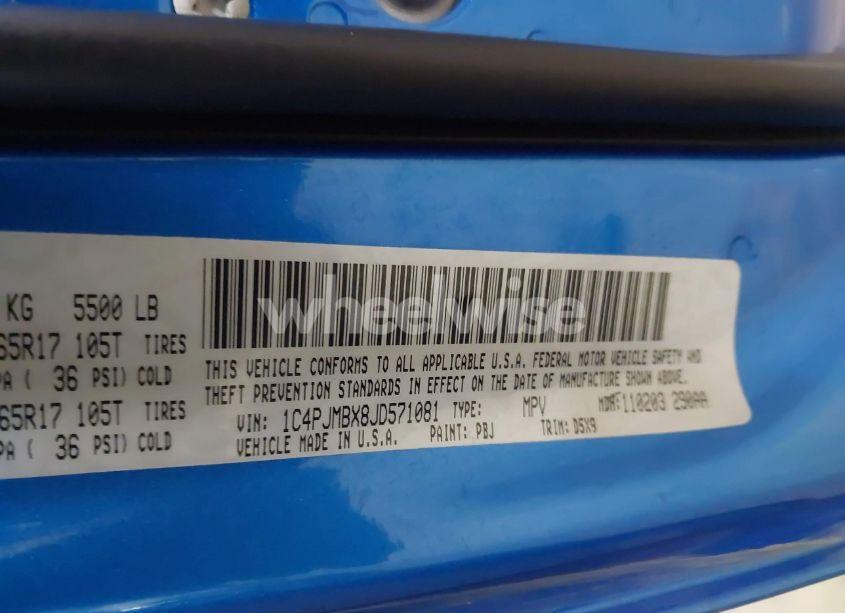 KG 5500 LB
65R17 105T TIRES
PA ( 36 PSI) COLD
65R17 105T TIRES
PA ( 36 PSI) COLD
wheelwise
THIS VEHICLE CONFORMS TO ALL APPLICABLE U.S.A. FEDERAL MOTOR VEHICLE SAFETY AND
THEFT PREVENTION STANDARDS IN EFFECT ON THE DATE OF MANUFACTURE SHOWN ABOVE.
VIN: 1C4PJMBX8JD571081 TYPE: MPV 110203 290AA
VEHICLE MADE IN U.S.A. PAINT: PBJ TRIM: D5X9